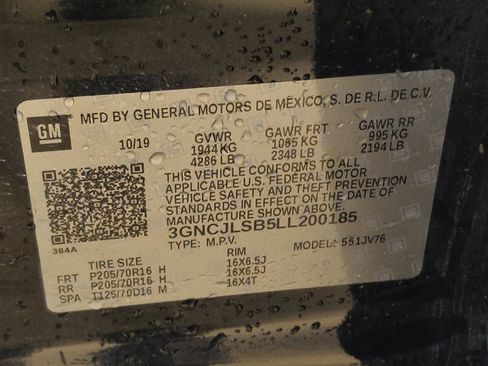 MFD BY GENERAL MOTORS DE MÉXICO, S. DE R.L. DE C.V.
GM
10/19 GVWR GAWR FRT GAWR RR
1944 KG 1065 KG 995 KG
4286 LB 2348 LB 2194 LB
THIS VEHICLE CONFORMS TO ALL
APPLICABLE U.S. FEDERAL MOTOR
VEHICLE SAFETY AND THEFT PREVENTION
STANDARDS IN EFFECT ON THE DATE OF
MANUFACTURE SHOWN ABOVE.
3GNCJLSB5LL200185
384A
TYPE: M.P.V. MODEL: 551JV76
TIRE SIZE RIM
FRT P205/70R16 H 16X6.5J
RR P205/70R16 H 16X6.5J
SPA T125/70D16 M 16X4T